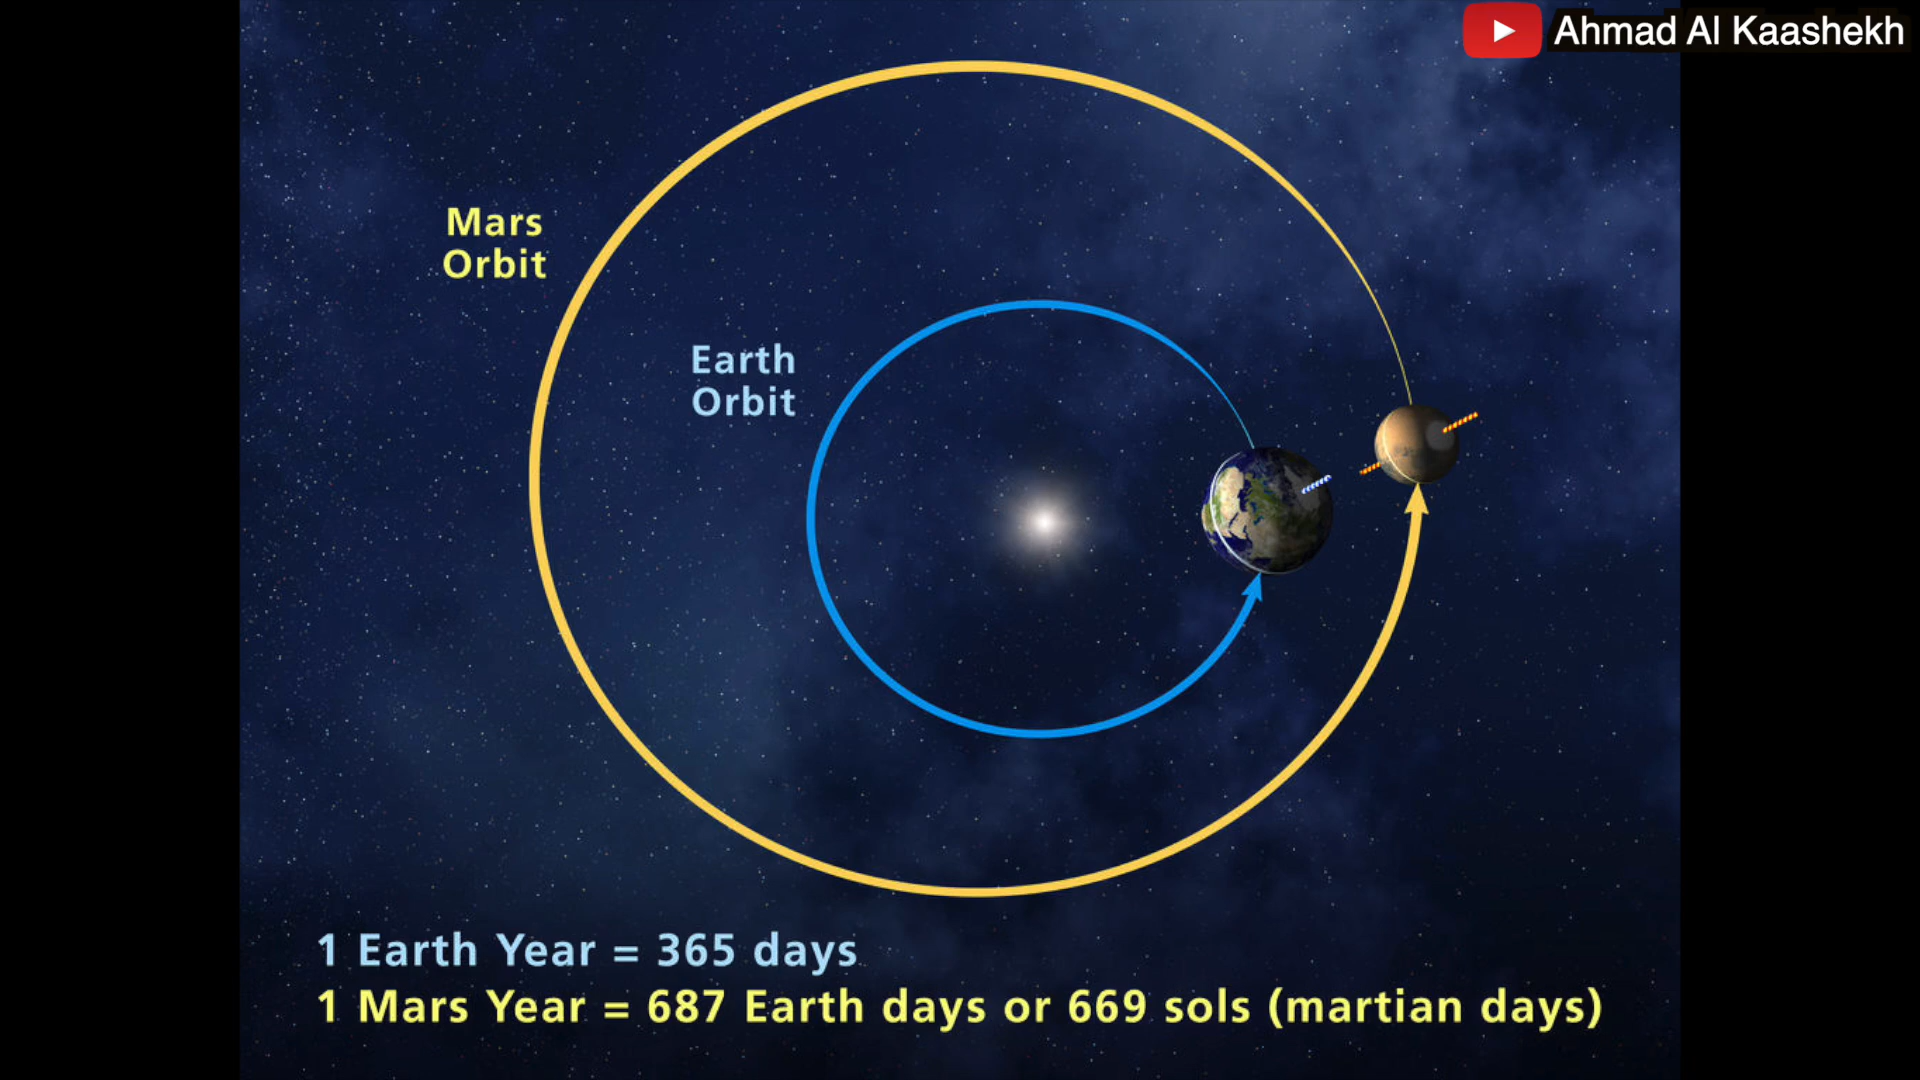 Ahmad Al Kaashekh
Mars
Orbit
Earth
Orbit
1 Earth Year = 365 days
1 Mars Year = 687 Earth days or 669 sols (martian days)